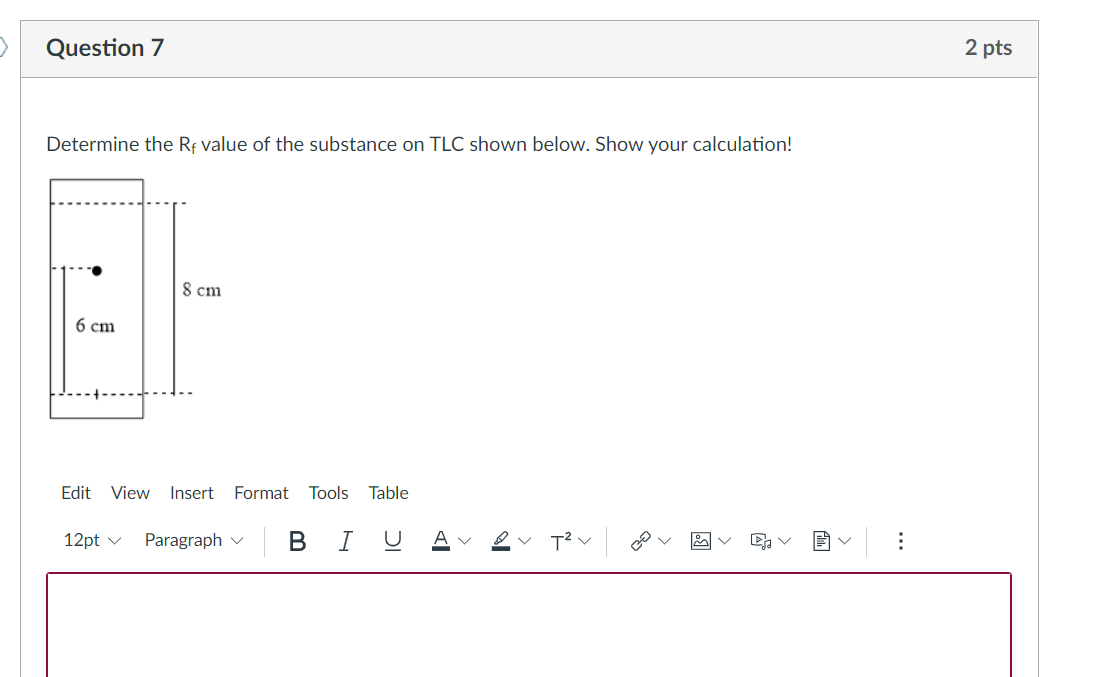 Question 7 2 pts
Determine the Rf value of the substance on TLC shown below. Show your calculation!
8 cm
6 cm
Edit View Insert Format Tools Table
12pt Paragraph B I U A T²